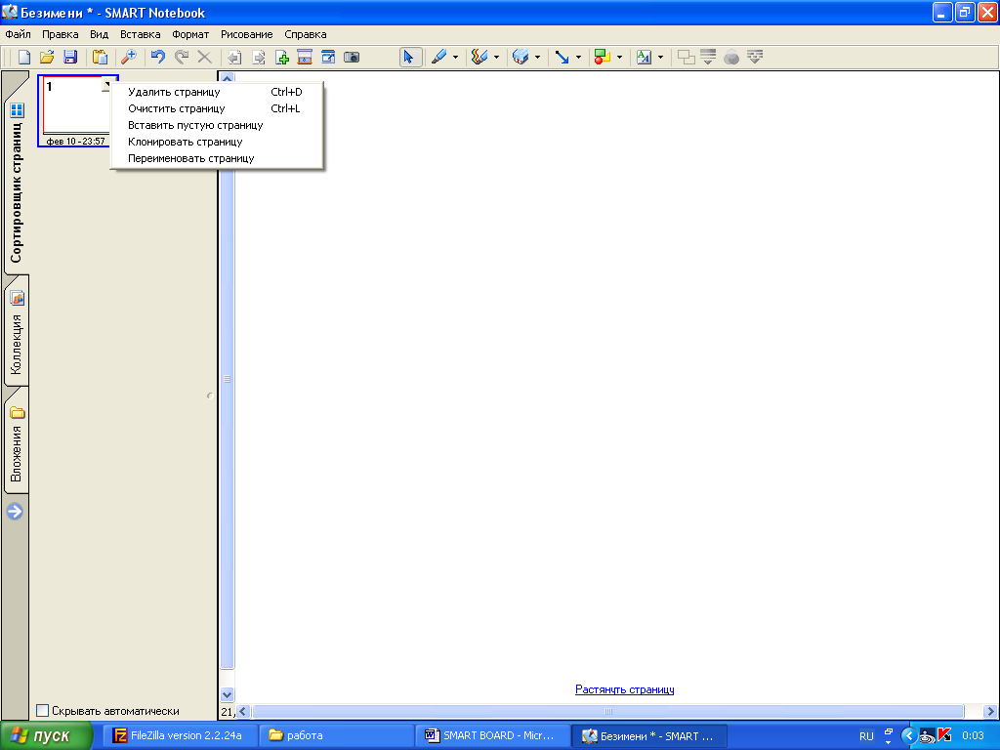 Безимени * - SMART Notebook
Файл Правка Вид Вставка Формат Рисование Справка
1
фев 10 - 23:57
Удалить страницу Ctrl+D
Очистить страницу Ctrl+L
Вставить пустую страницу
Клонировать страницу
Переименовать страницу
Сортировщик страниц
Коллекция
Вложения
Растянуть страницу
Скрывать автоматически
21,
пуск
FileZilla version 2.2.24a
работа
SMART BOARD - Micr...
Безимени * - SMART ...
RU
0:03